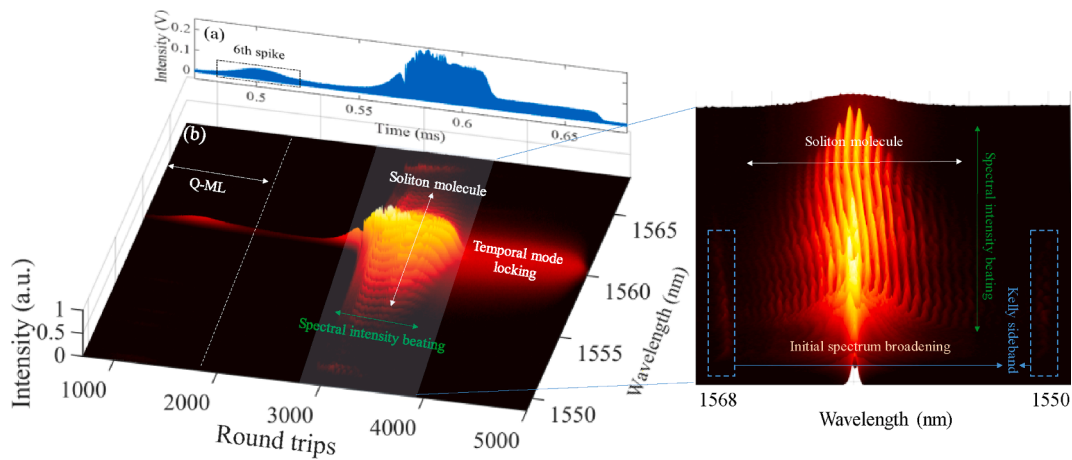 (a)
Intensity (V)
0.2
0.1
0
6th spike
0.5
0.55
0.6
0.65
Time (ms)
(b)
Q-ML
Soliton molecule
Temporal mode
locking
Spectral intensity beating
Intensity (a.u.)
1
0.5
0
1000
2000
3000
4000
5000
Round trips
1565
1560
1555
1550
Wavelength (nm)
Soliton molecule
Spectral intensity beating
Kelly sideband
Initial spectrum broadening
1568
1550
Wavelength (nm)